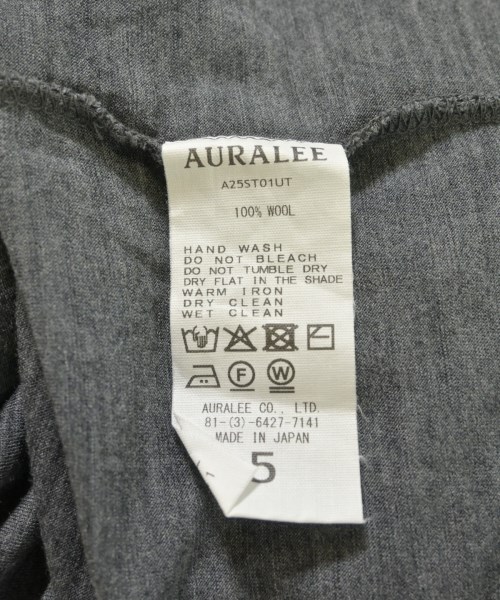 AURALEE
A25ST01UT
100% WOOL
HAND WASH
DO NOT BLEACH
DO NOT TUMBLE DRY
DRY FLAT IN THE SHADE
WARM IRON
DRY CLEAN
WET CLEAN
F W
AURALEE CO., LTD.
81-(3)-6427-7141
MADE IN JAPAN
5